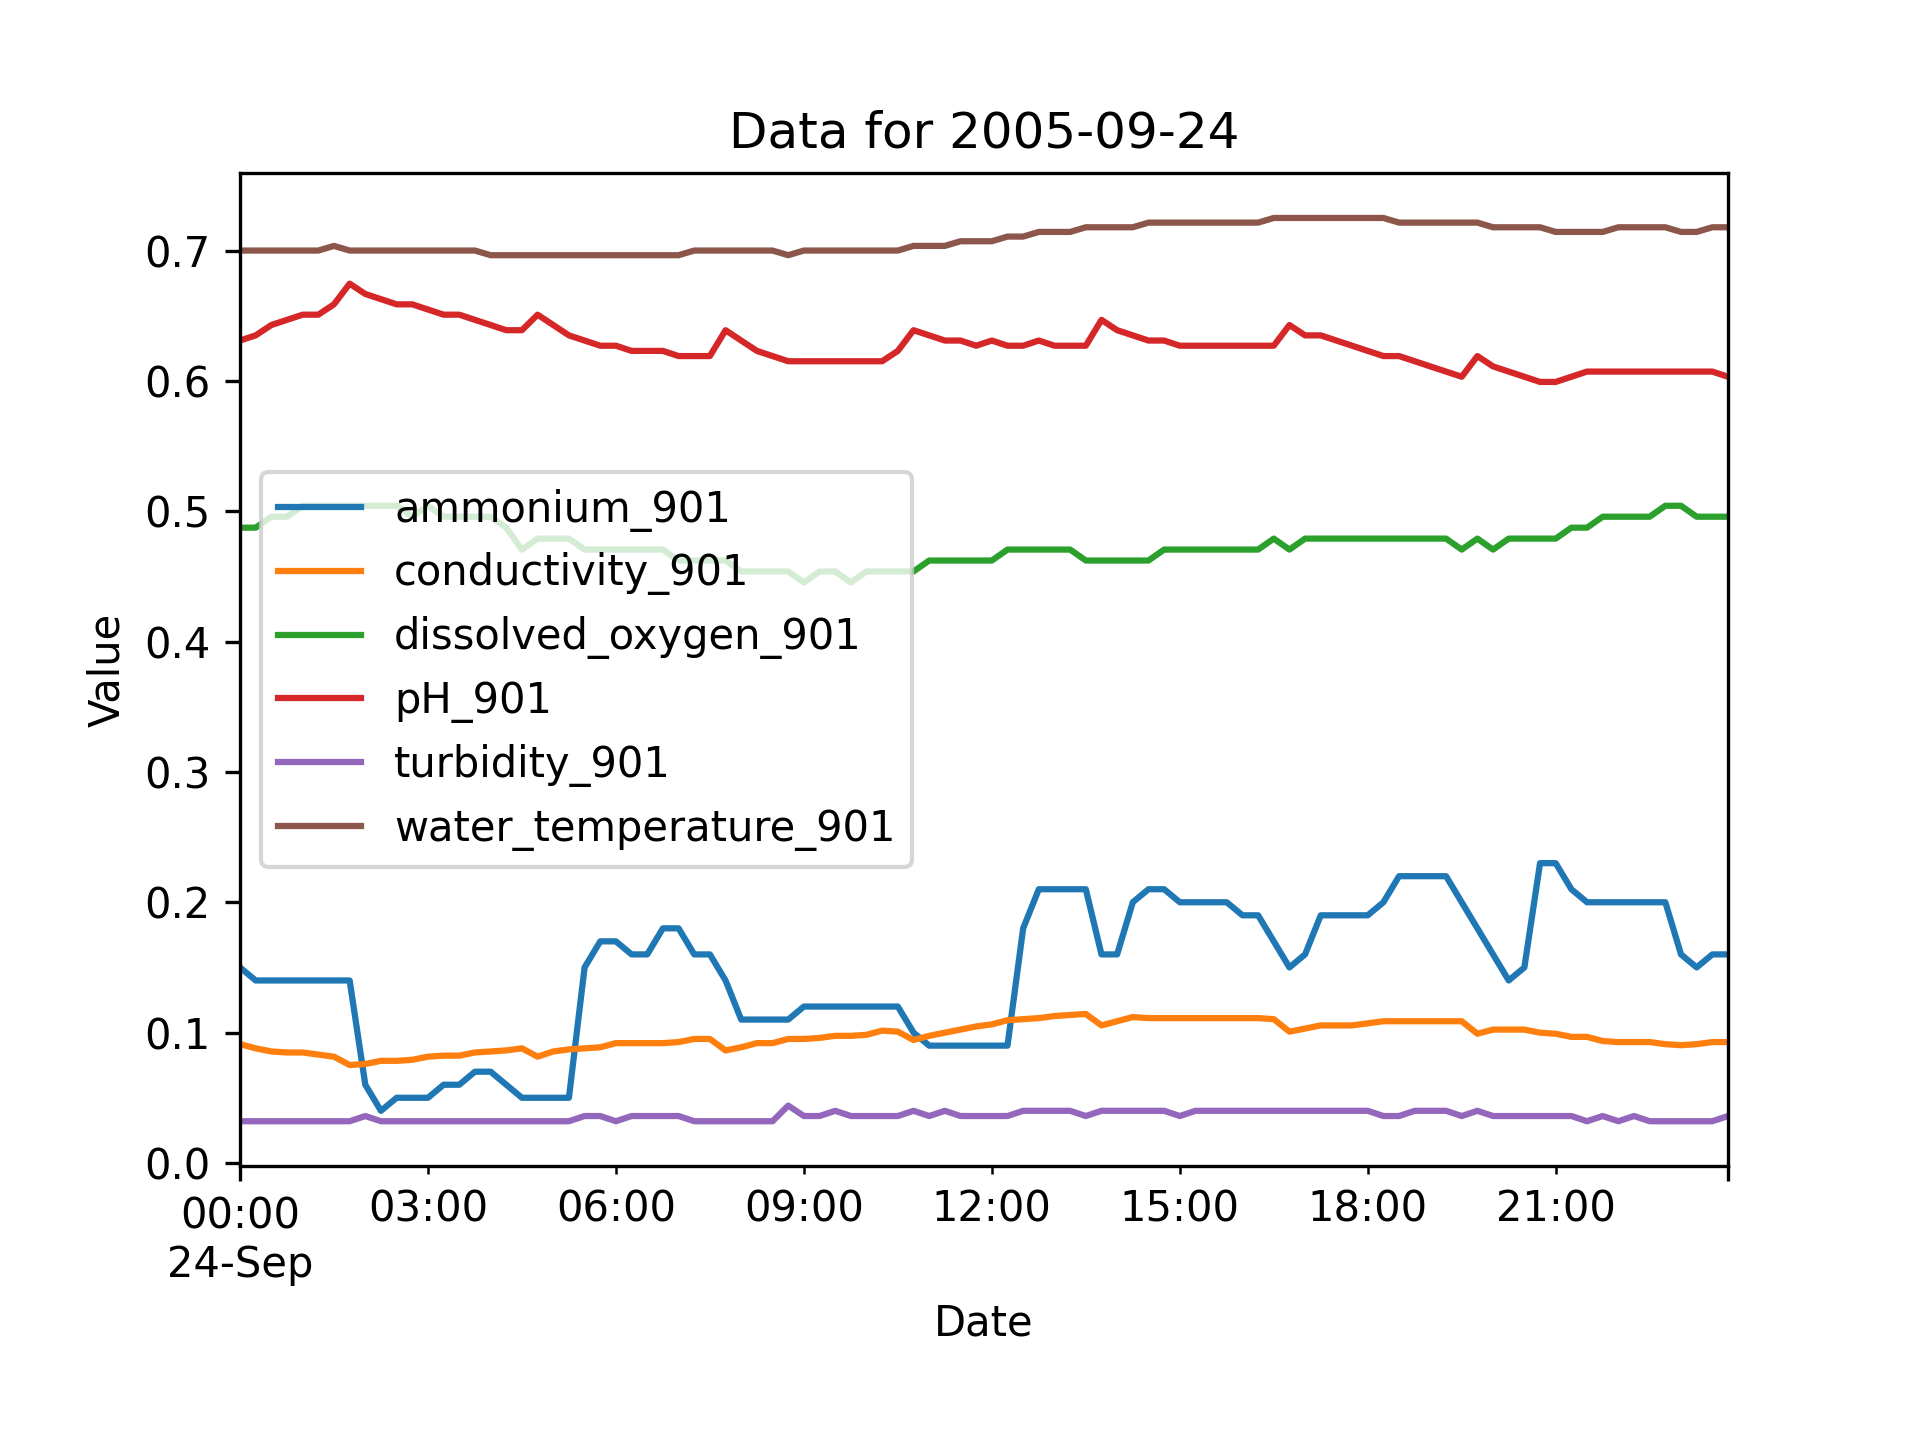 Data for 2005-09-24
Value
0.7
0.6
0.5
0.4
0.3
0.2
0.1
0.0
ammonium_901
conductivity_901
dissolved_oxygen_901
pH_901
turbidity_901
water_temperature_901
00:00 03:00 06:00 09:00 12:00 15:00 18:00 21:00
24-Sep
Date